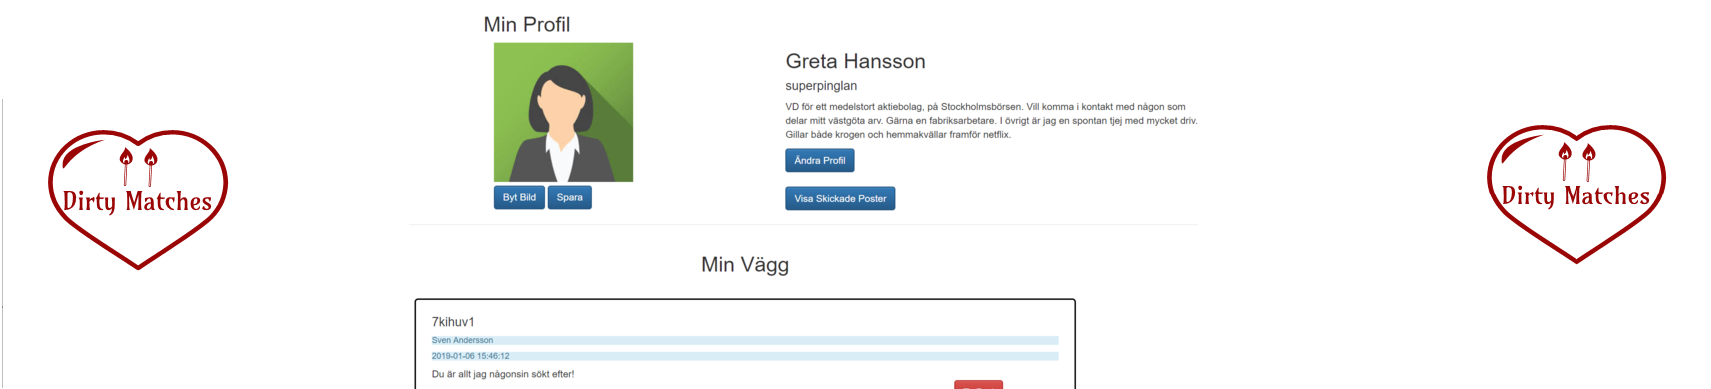 Min Profil
Greta Hansson
superpinglan
VD för ett medelstort aktiebolag, på Stockholmsbörsen. Vill komma i kontakt med någon som
delar mitt västgöta arv. Gärna en fabriksarbetare. I övrigt är jag en spontan tjej med mycket driv.
Gillar både krogen och hemmakvällar framför netflix.
Ändra Profil
Byt Bild Spara
Visa Skickade Poster
Dirty Matches
Dirty Matches
Min Vägg
7kihuv1
Sven Andersson
2019-01-06 15:46:12
Du är allt jag någonsin sökt efter!